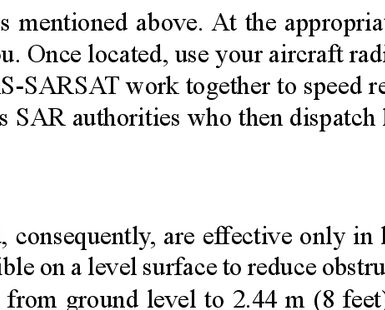 s mentioned above. At the appropriat
ou. Once located, use your aircraft radi
AS-SARSAT work together to speed re
s SAR authorities who then dispatch
, consequently, are effective only in
ible on a level surface to reduce obstru
from ground level to 2.44 m (8 feet)